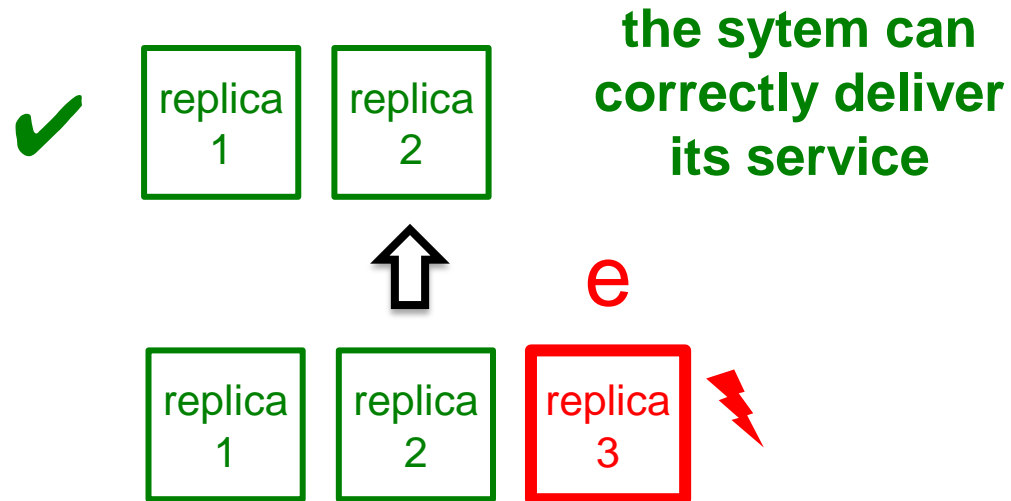 the sytem can
correctly deliver
its service
replica
1
replica
2
e
replica
1
replica
2
replica
3